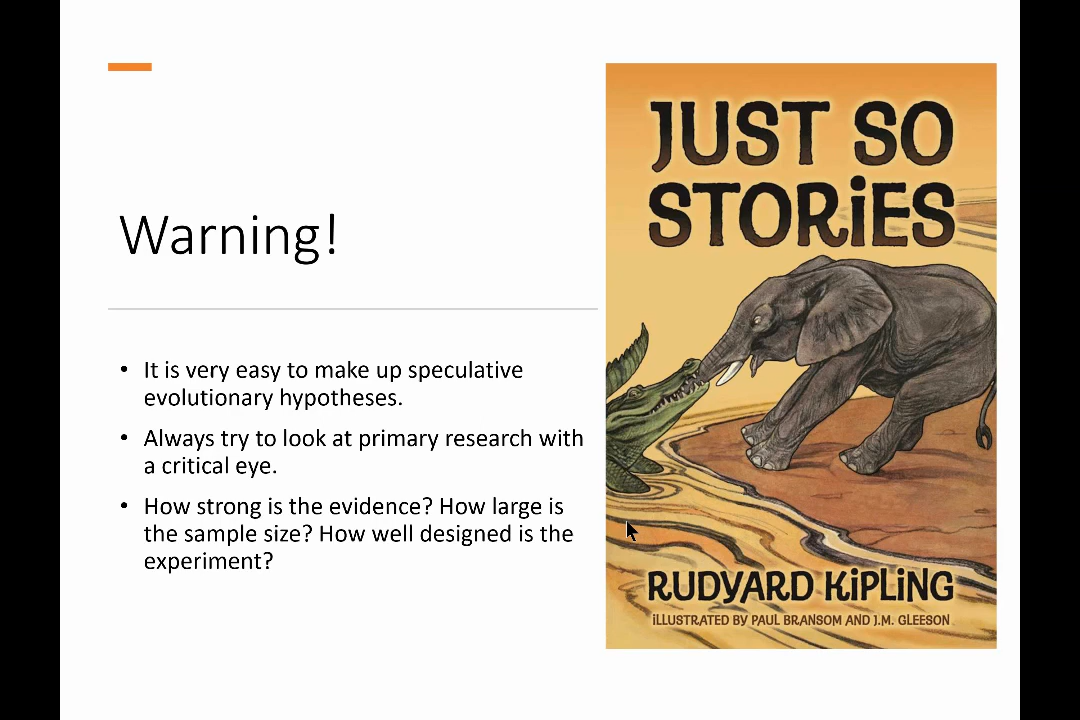 Warning!
• It is very easy to make up speculative
evolutionary hypotheses.
• Always try to look at primary research with
a critical eye.
• How strong is the evidence? How large is
the sample size? How well designed is the
experiment?
JUST SO
STORiES
RUDYARD KiPLiNG
iLLUSTRATED BY PAUL BRANSOM AND J.M. GLEESON